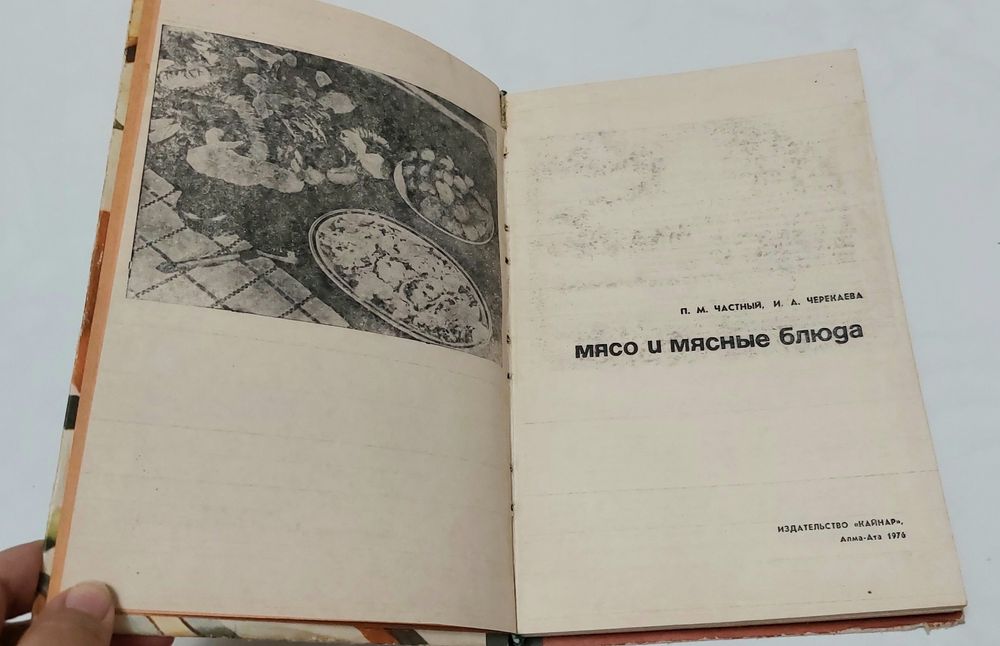 П. М. ЧАСТНЫЙ, И. А. ЧЕРЕКАЕВА
мясо и мясные блюда
ИЗДАТЕЛЬСТВО «КАЙНАР»,
Алма-Ата 1976